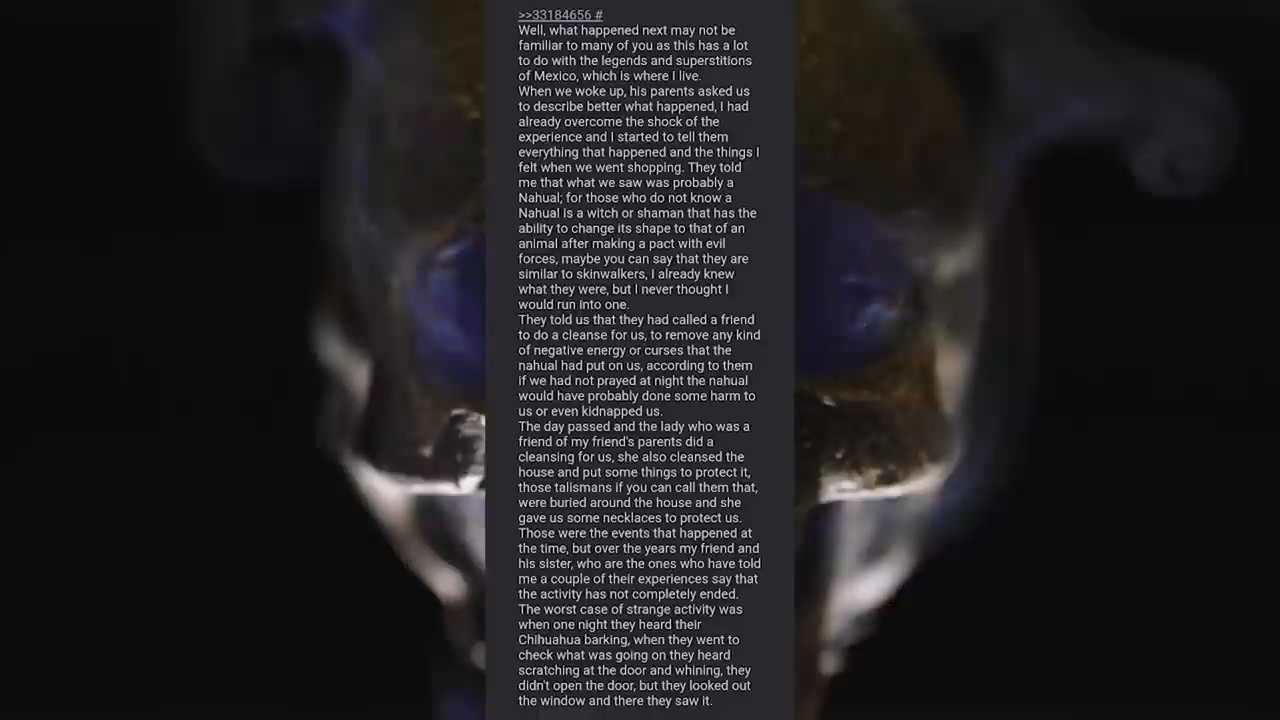 >>33184656 #
Well, what happened next may not be
familiar to many of you as this has a lot
to do with the legends and superstitions
of Mexico, which is where I live.
When we woke up, his parents asked us
to describe better what happened, I had
already overcome the shock of the
experience and I started to tell them
everything that happened and the things I
felt when we went shopping. They told
me that what we saw was probably a
Nahual; for those who do not know a
Nahual is a witch or shaman that has the
ability to change its shape to that of an
animal after making a pact with evil
forces, maybe you can say that they are
similar to skinwalkers, I already knew
what they were, but I never thought I
would run into one.
They told us that they had called a friend
to do a cleanse for us, to remove any kind
of negative energy or curses that the
nahual had put on us, according to them
if we had not prayed at night the nahual
would have probably done some harm to
us or even kidnapped us.
The day passed and the lady who was a
friend of my friend's parents did a
cleansing for us, she also cleansed the
house and put some things to protect it,
those talismans if you can call them that,
were buried around the house and she
gave us some necklaces to protect us.
Those were the events that happened at
the time, but over the years my friend and
his sister, who are the ones who have told
me a couple of their experiences say that
the activity has not completely ended.
The worst case of strange activity was
when one night they heard their
Chihuahua barking, when they went to
check what was going on they heard
scratching at the door and whining, they
didn't open the door, but they looked out
the window and there they saw it.